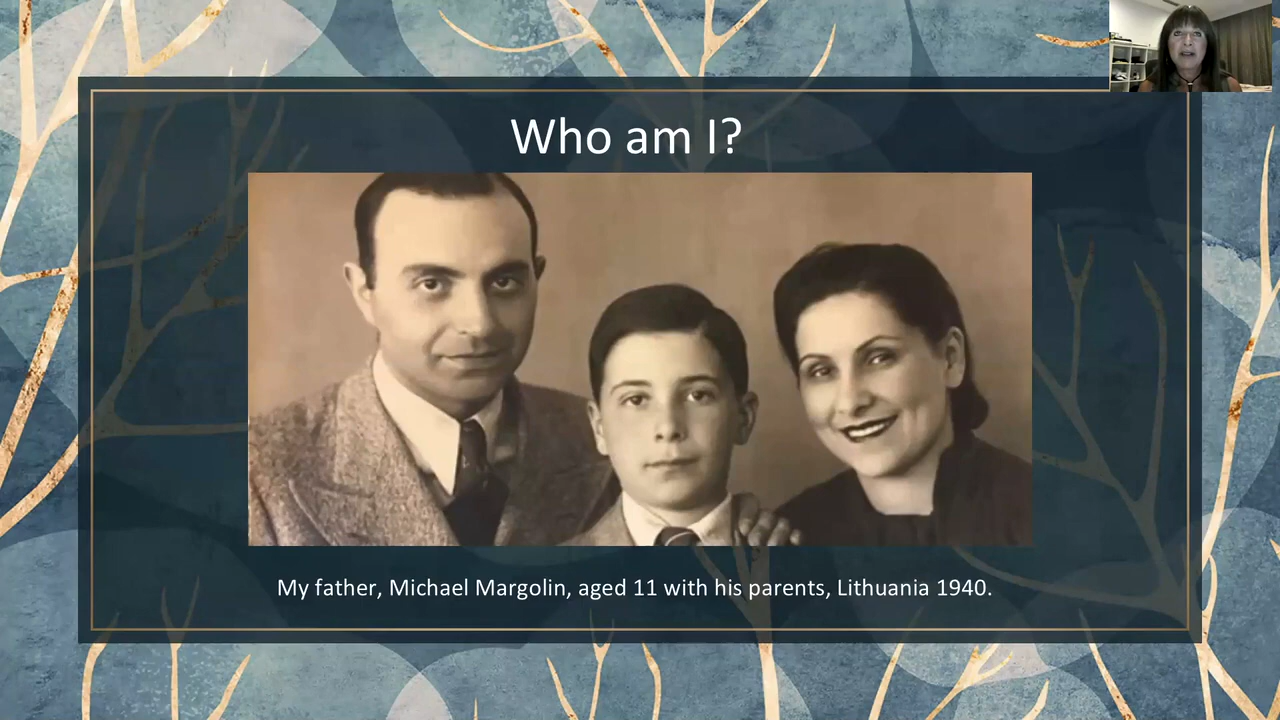 Who am I?
My father, Michael Margolin, aged 11 with his parents, Lithuania 1940.